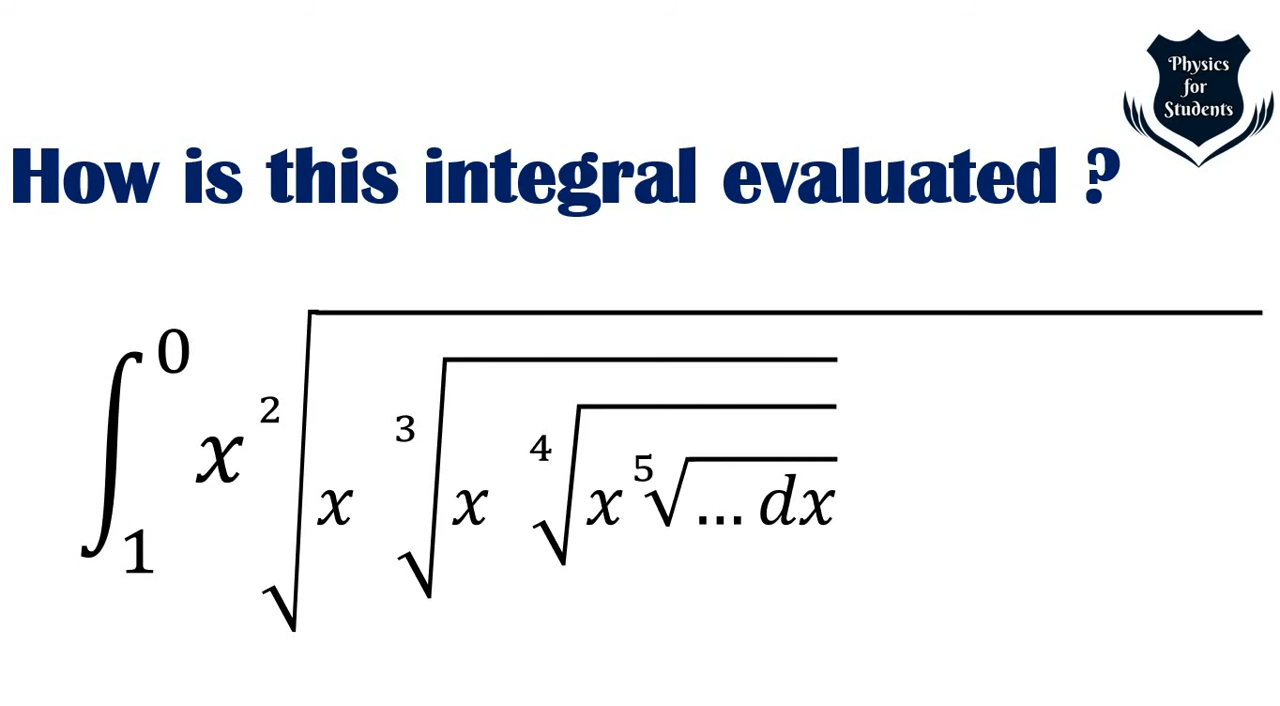 Physics
for
Students
How is this integral evaluated ?
∫₁⁰ x ²√x ³√x ⁴√x ⁵√... dx